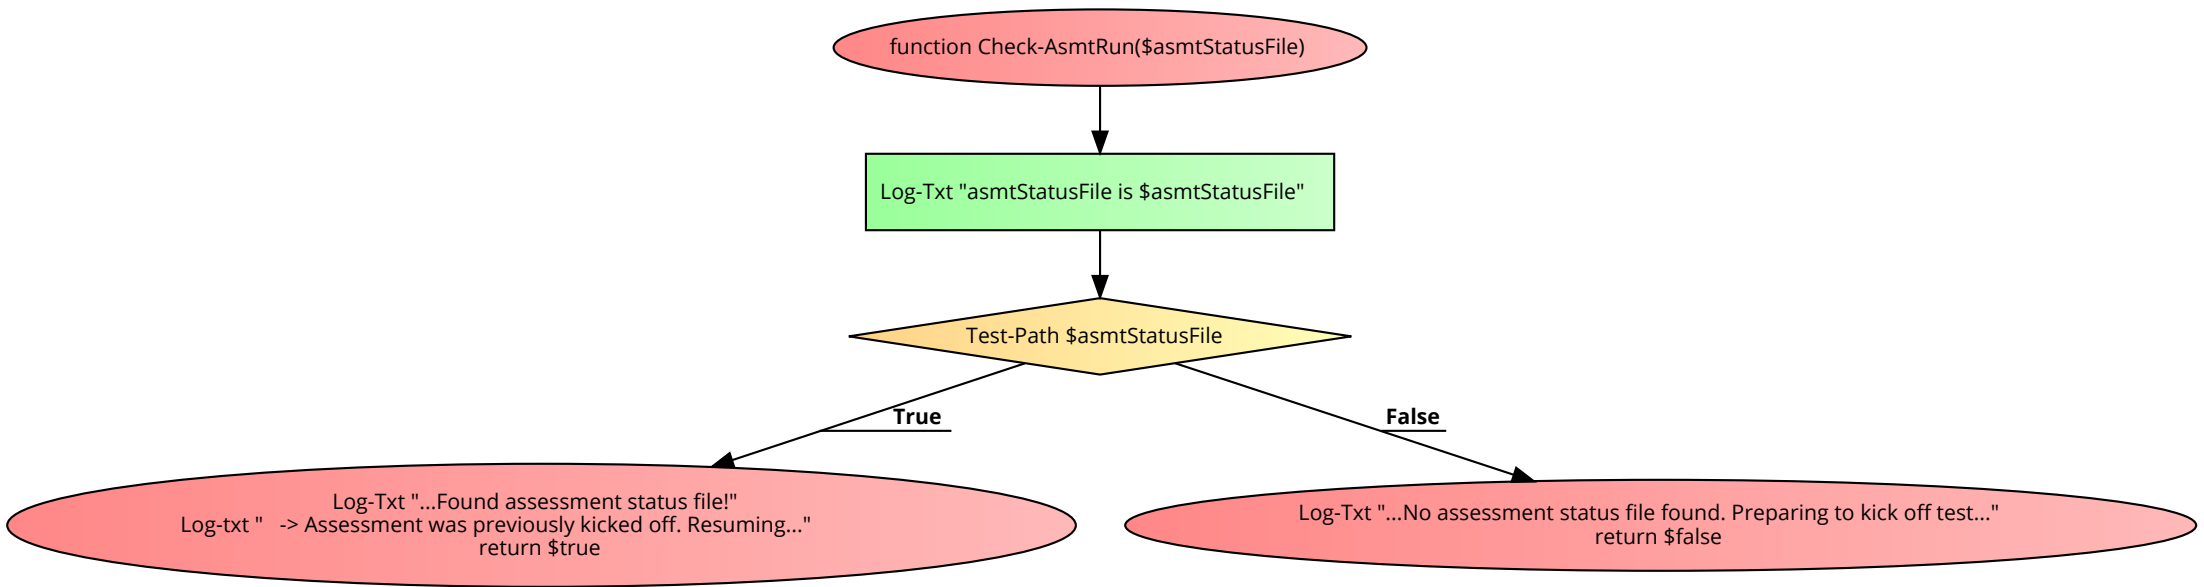 function Check-AsmtRun($asmtStatusFile)
Log-Txt "asmtStatusFile is $asmtStatusFile"
Test-Path $asmtStatusFile
True
False
Log-Txt "...Found assessment status file!"
Log-txt "   -> Assessment was previously kicked off. Resuming..."
return $true
Log-Txt "...No assessment status file found. Preparing to kick off test..."
return $false